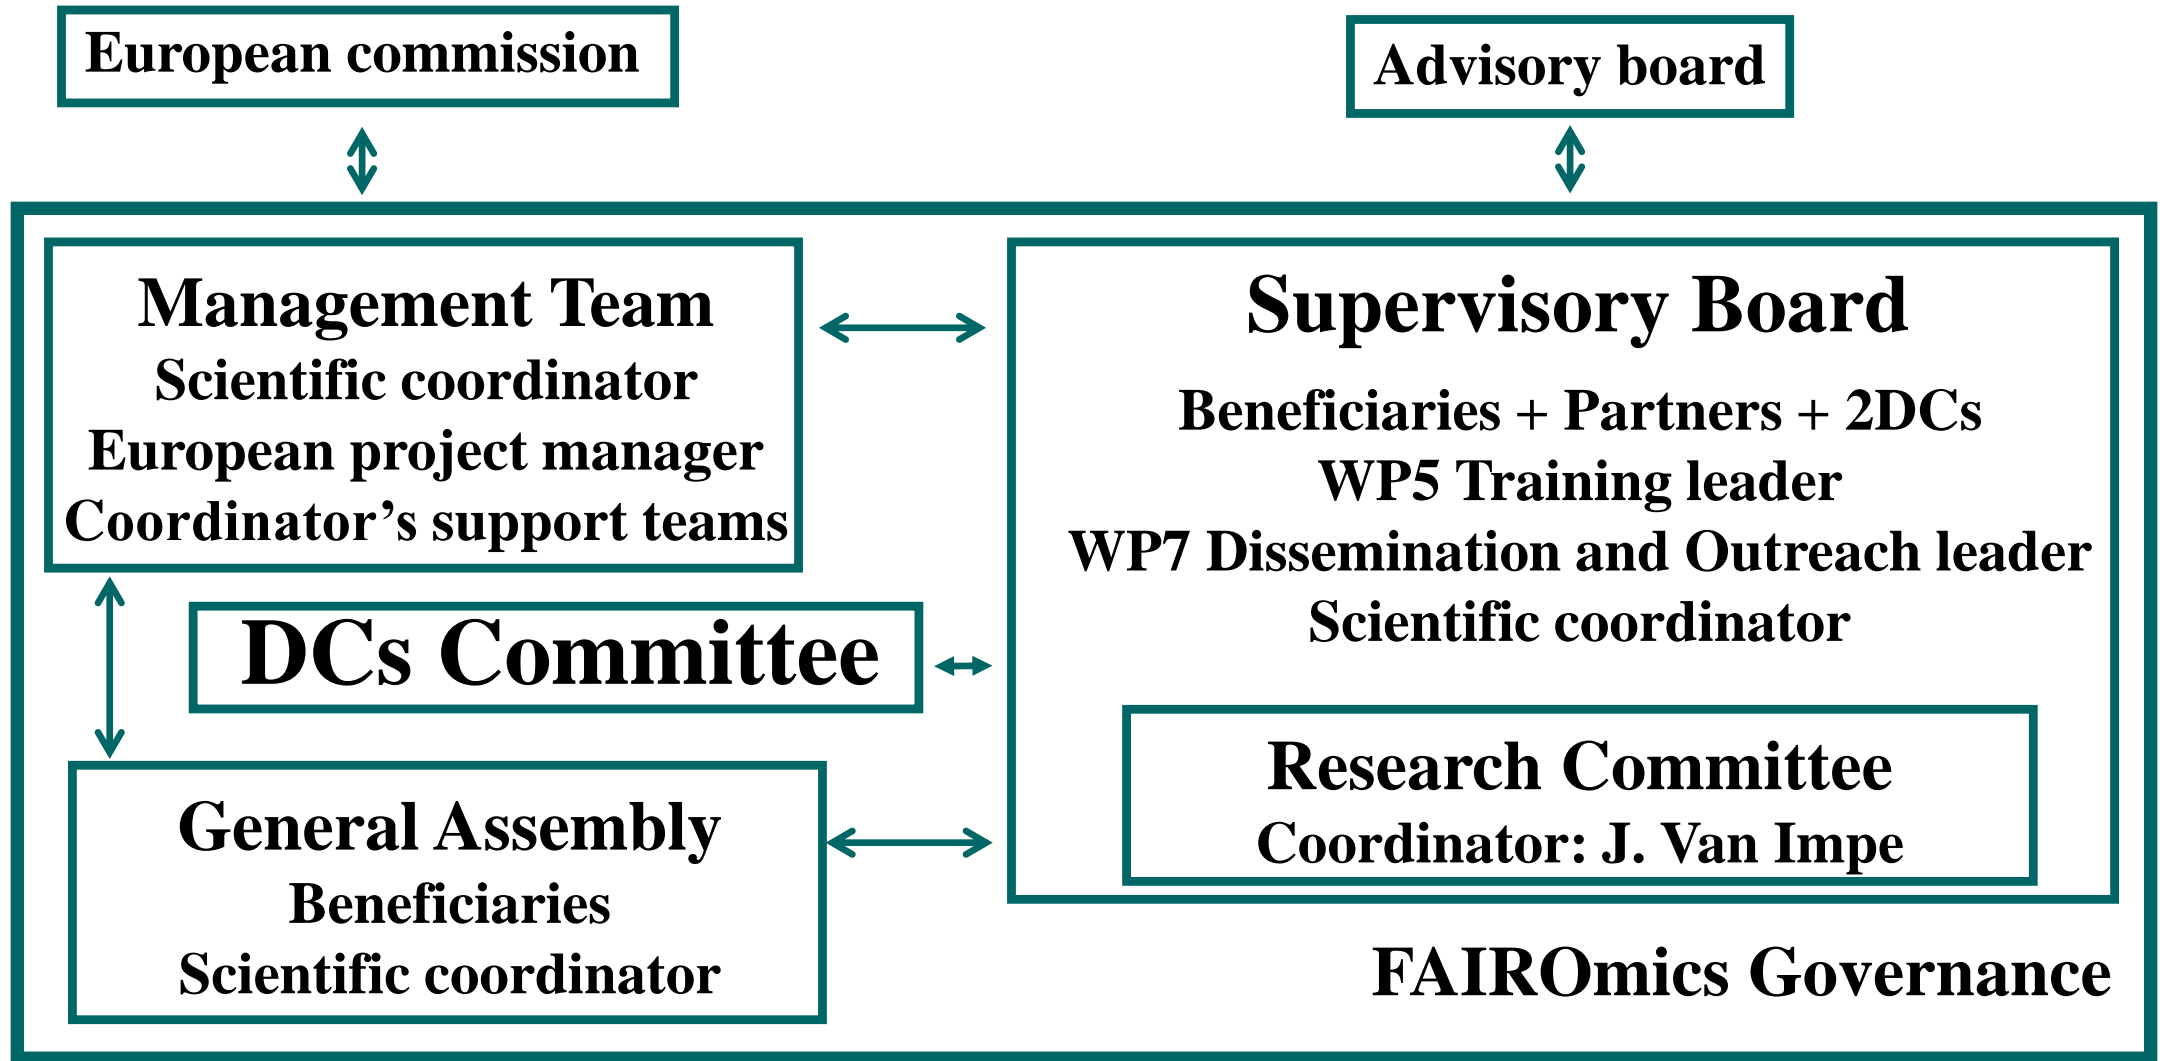 European commission
Advisory board
Management Team
Scientific coordinator
European project manager
Coordinator’s support teams
Supervisory Board
Beneficiaries + Partners + 2DCs
WP5 Training leader
WP7 Dissemination and Outreach leader
Scientific coordinator
DCs Committee
Research Committee
Coordinator: J. Van Impe
General Assembly
Beneficiaries
Scientific coordinator
FAIROmics Governance